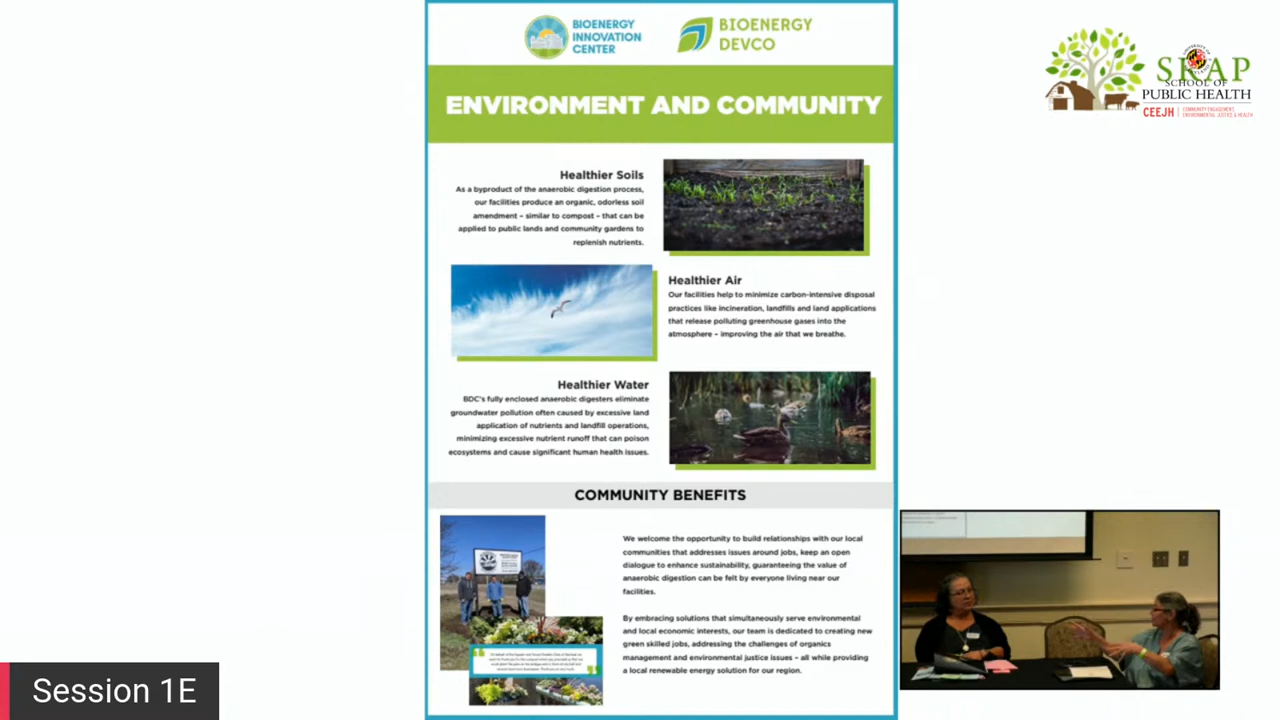 BIOENERGY
INNOVATION
CENTER
BIOENERGY
DEVCO
UNIVERSITY OF
SRAP
SCHOOL OF
PUBLIC HEALTH
CEEJH
COMMUNITY ENGAGEMENT,
ENVIRONMENTAL JUSTICE & HEALTH
ENVIRONMENT AND COMMUNITY
Healthier Soils
As a byproduct of the anaerobic digestion process,
our facilities produce an organic, odorless soil
amendment – similar to compost – that can be
applied to public lands and community gardens to
replenish nutrients.
Healthier Air
Our facilities help to minimize carbon-intensive disposal
practices like incineration, landfills and land applications
that release polluting greenhouse gases into the
atmosphere – improving the air that we breathe.
Healthier Water
BDC's fully enclosed anaerobic digesters eliminate
groundwater pollution often caused by excessive land
application of nutrients and landfill operations,
minimizing excessive nutrient runoff that can poison
ecosystems and cause significant human health issues.
COMMUNITY BENEFITS
We welcome the opportunity to build relationships with our local
communities that addresses issues around jobs, keep an open
dialogue to enhance sustainability, guaranteeing the value of
anaerobic digestion can be felt by everyone living near our
facilities.
By embracing solutions that simultaneously serve environmental
and local economic interests, our team is dedicated to creating new
green skilled jobs, addressing the challenges of organics
management and environmental justice issues – all while providing
a local renewable energy solution for our region.
Session 1E